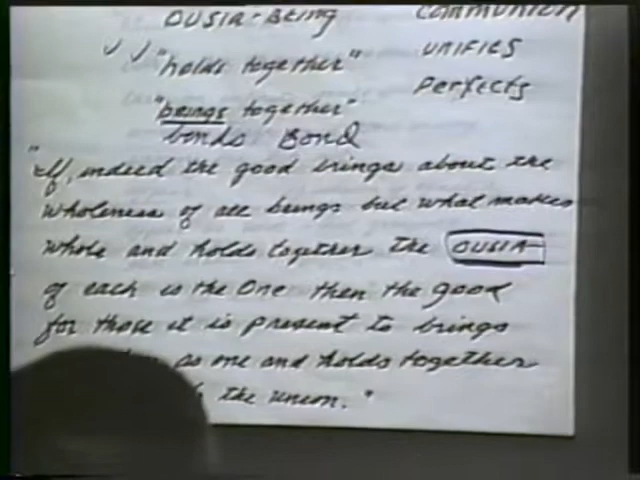 OUSIA - BEING COMMUNION
"holds together" UNIFIES
PERFECTS
"brings together"
bonds Bond
"If, indeed the good brings about the
wholeness of all beings but what makes
whole and holds together the OUSIA
of each is the One then the good
for those it is present to brings
as one and holds together
the union."